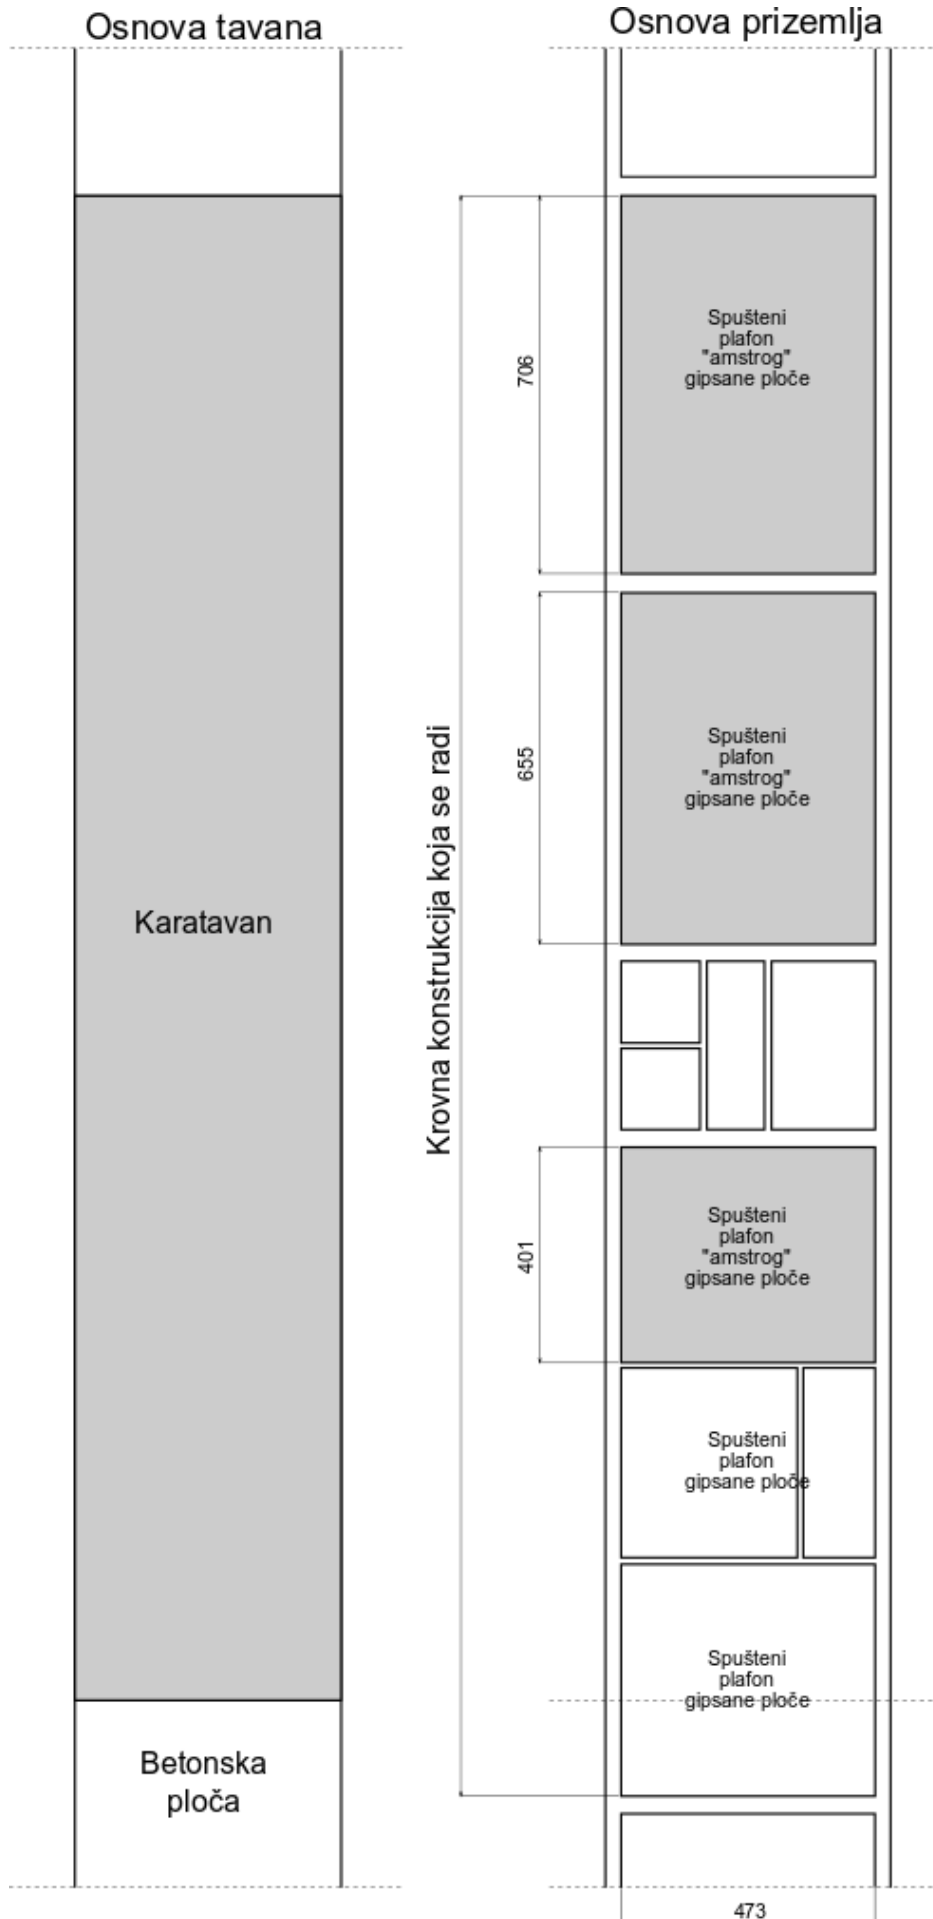 Osnova tavana
Osnova prizemlja
Karatavan
Betonska
ploča
Krovna konstrukcija koja se radi
706
Spušteni
plafon
"amstrog"
gipsane ploče
655
Spušteni
plafon
"amstrog"
gipsane ploče
401
Spušteni
plafon
"amstrog"
gipsane ploče
Spušteni
plafon
gipsane ploče
Spušteni
plafon
gipsane ploče
473